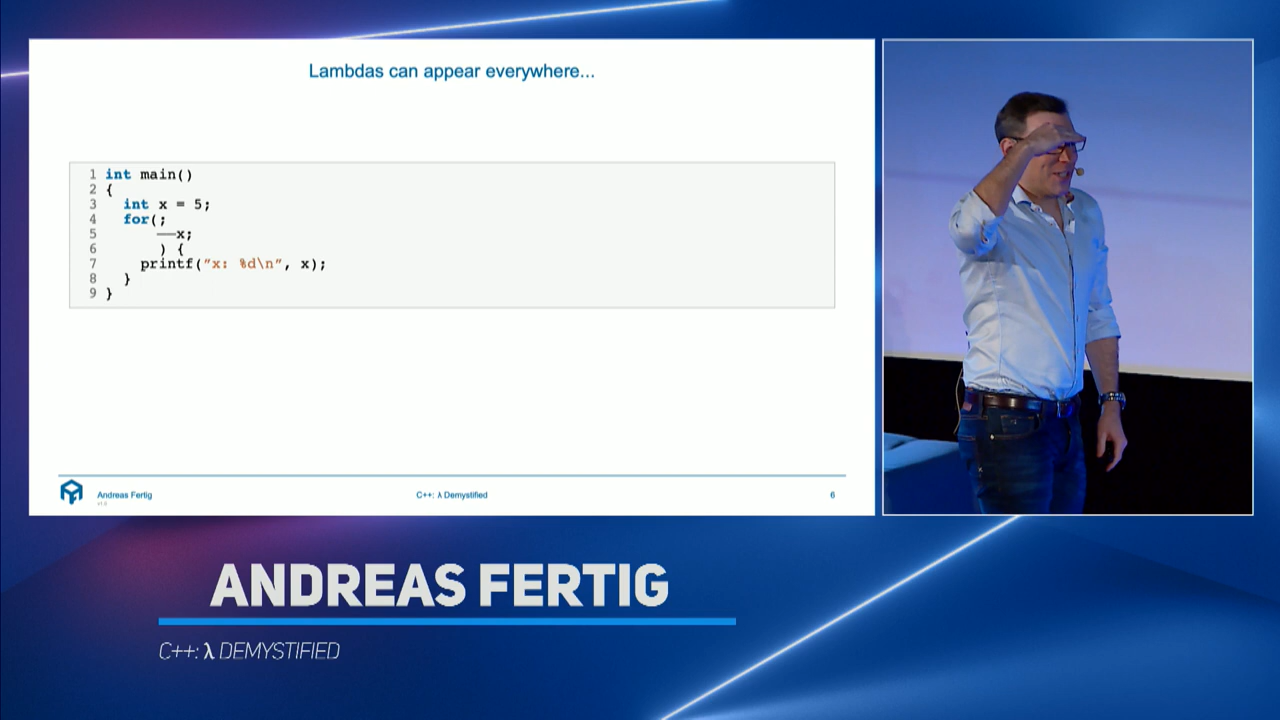 Lambdas can appear everywhere...
1 int main()
2 {
3 int x = 5;
4 for(;
5 --x;
6 ) {
7 printf("x: %d\n", x);
8 }
9 }
Andreas Fertig
C++: λ Demystified
6
ANDREAS FERTIG
C++: λ DEMYSTIFIED